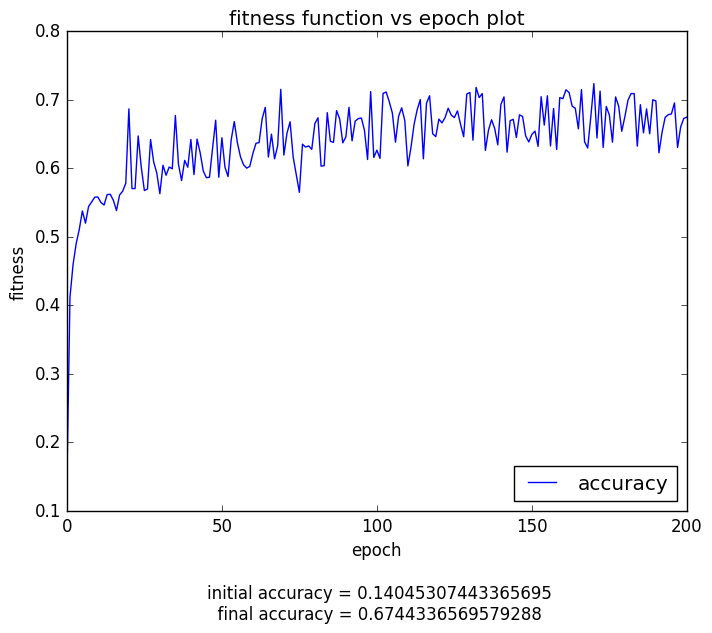 fitness function vs epoch plot
0.8
0.7
0.6
0.5
0.4
0.3
0.2
0.1
fitness
accuracy
0 50 100 150 200
epoch
initial accuracy = 0.14045307443365695
final accuracy = 0.6744336569579288